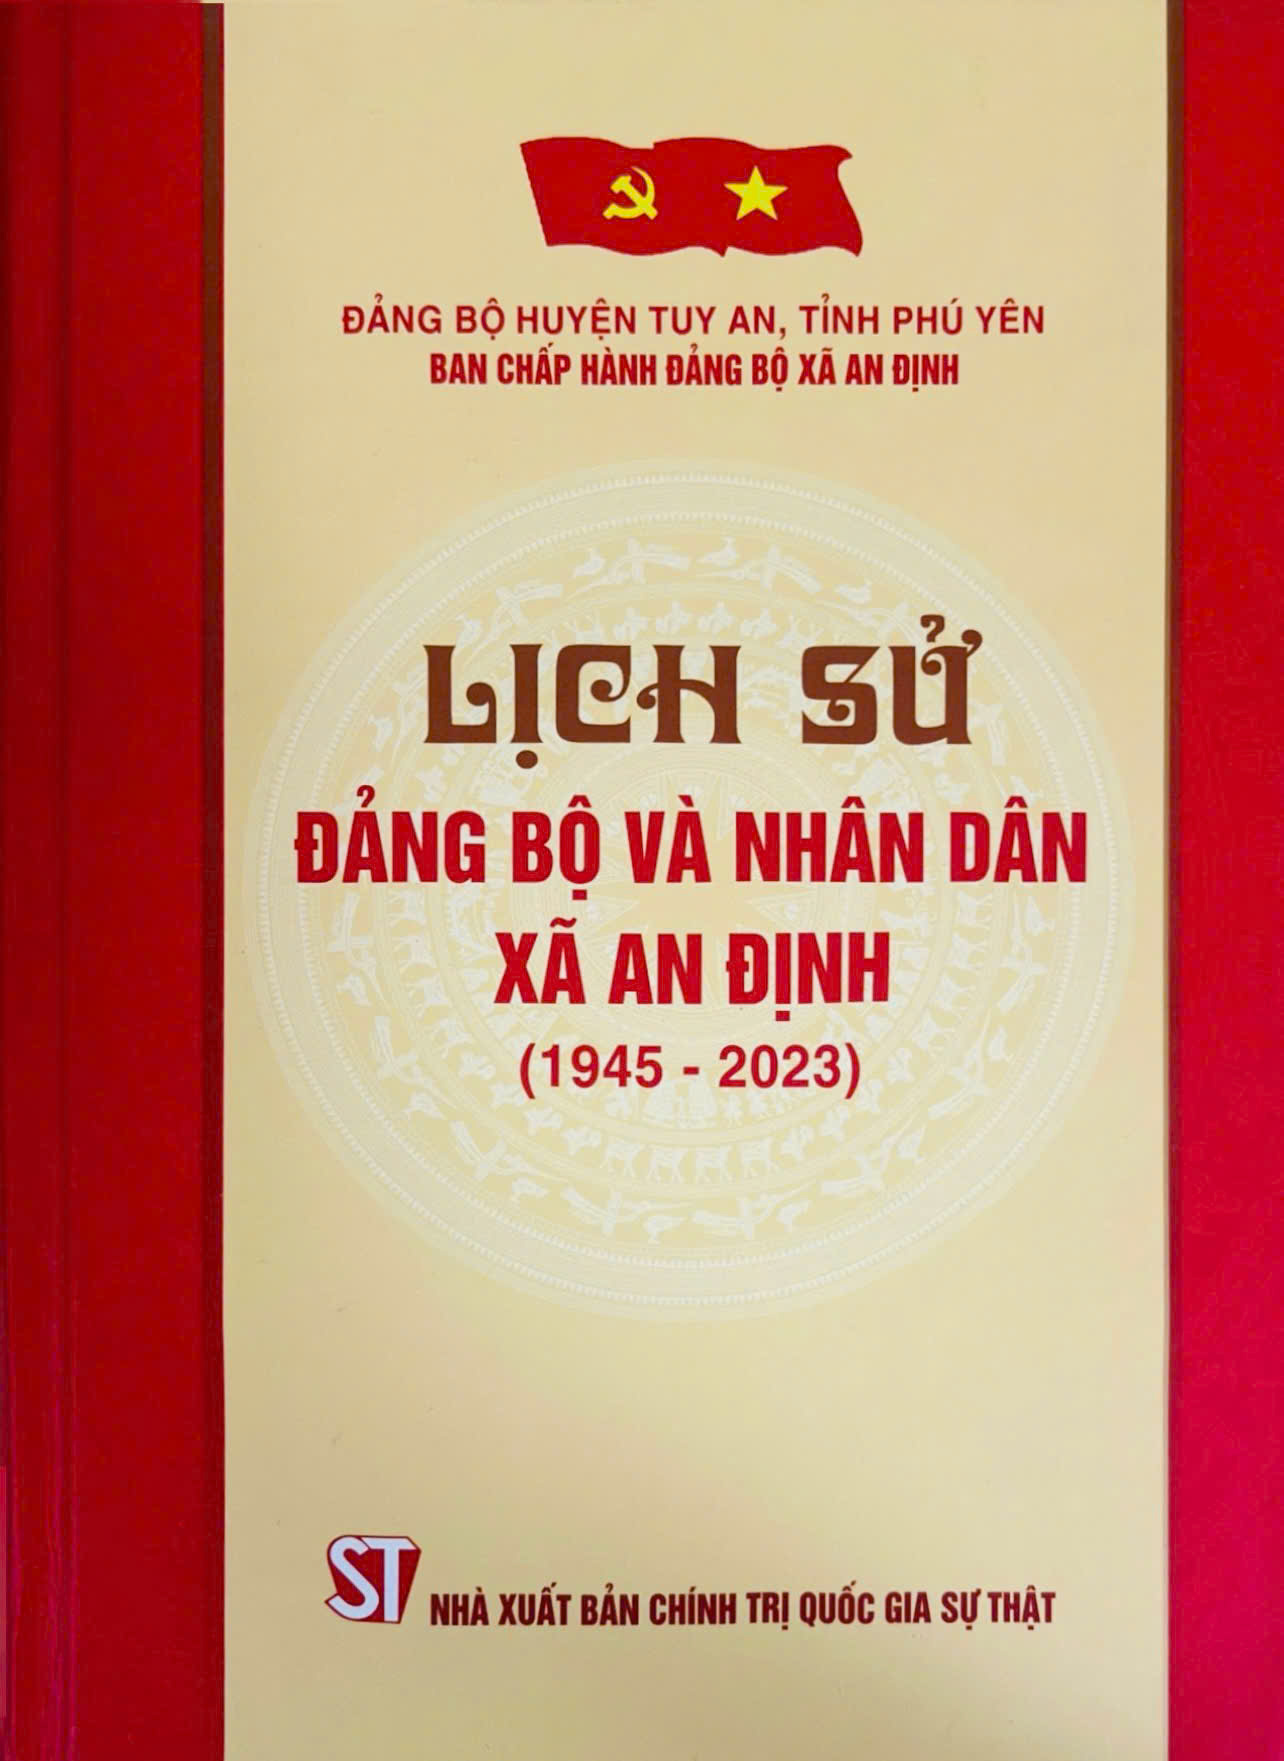 ĐẢNG BỘ HUYỆN TUY AN, TỈNH PHÚ YÊN
BAN CHẤP HÀNH ĐẢNG BỘ XÃ AN ĐỊNH
LỊCH SỬ
ĐẢNG BỘ VÀ NHÂN DÂN
XÃ AN ĐỊNH
(1945 - 2023)
ST
NHÀ XUẤT BẢN CHÍNH TRỊ QUỐC GIA SỰ THẬT